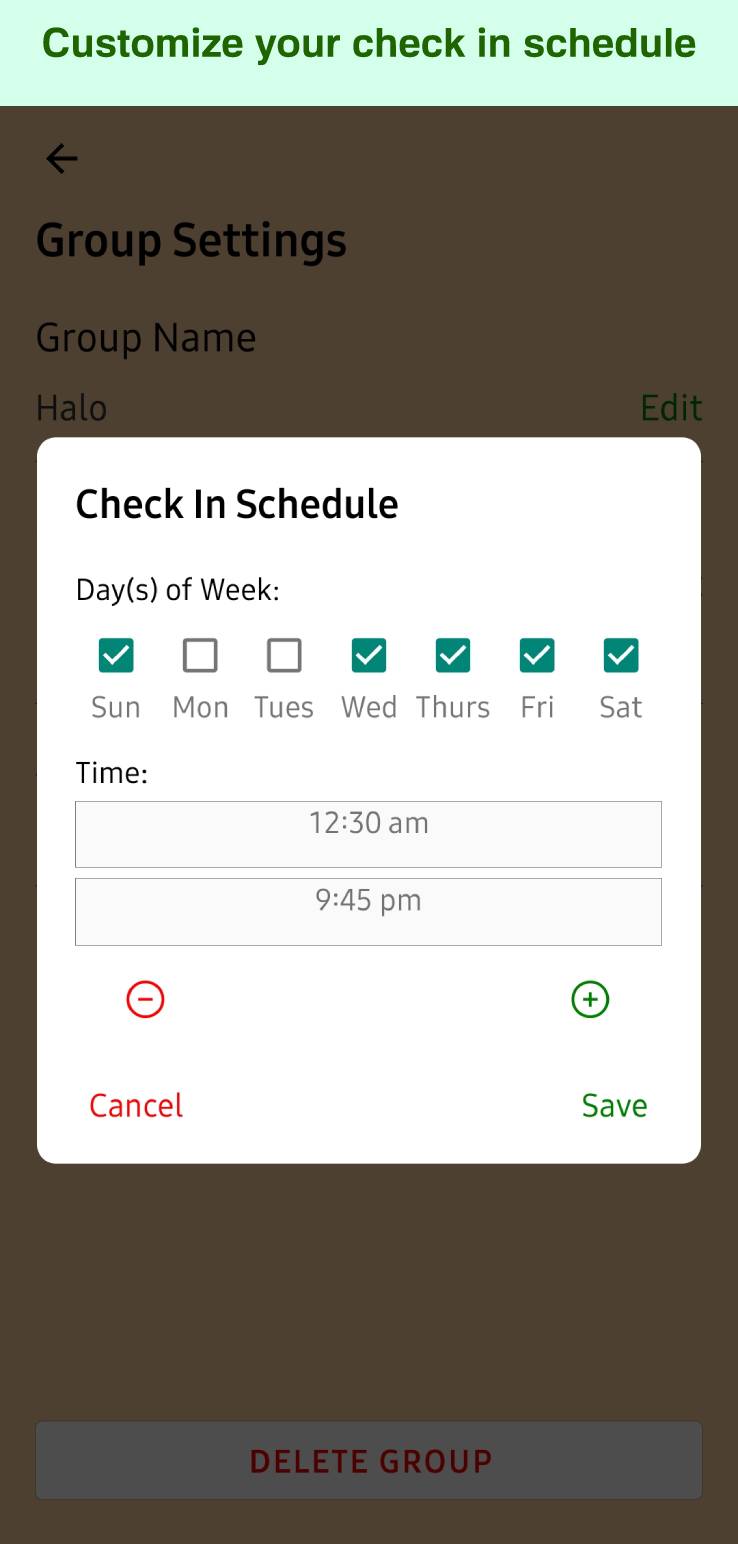 Customize your check in schedule
Group Settings
Group Name
Halo Edit
Check In Schedule
Day(s) of Week:
Sun Mon Tues Wed Thurs Fri Sat
Time:
12:30 am
9:45 pm
Cancel Save
DELETE GROUP